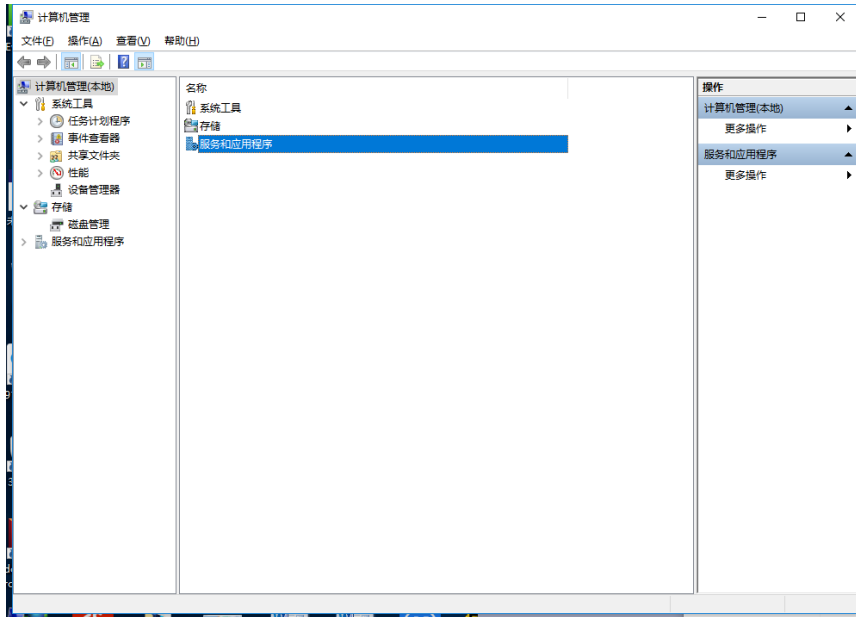 计算机管理
文件(F) 操作(A) 查看(V) 帮助(H)
计算机管理(本地)
系统工具
任务计划程序
事件查看器
共享文件夹
性能
设备管理器
存储
磁盘管理
服务和应用程序
名称
系统工具
存储
服务和应用程序
操作
计算机管理(本地)
更多操作
服务和应用程序
更多操作